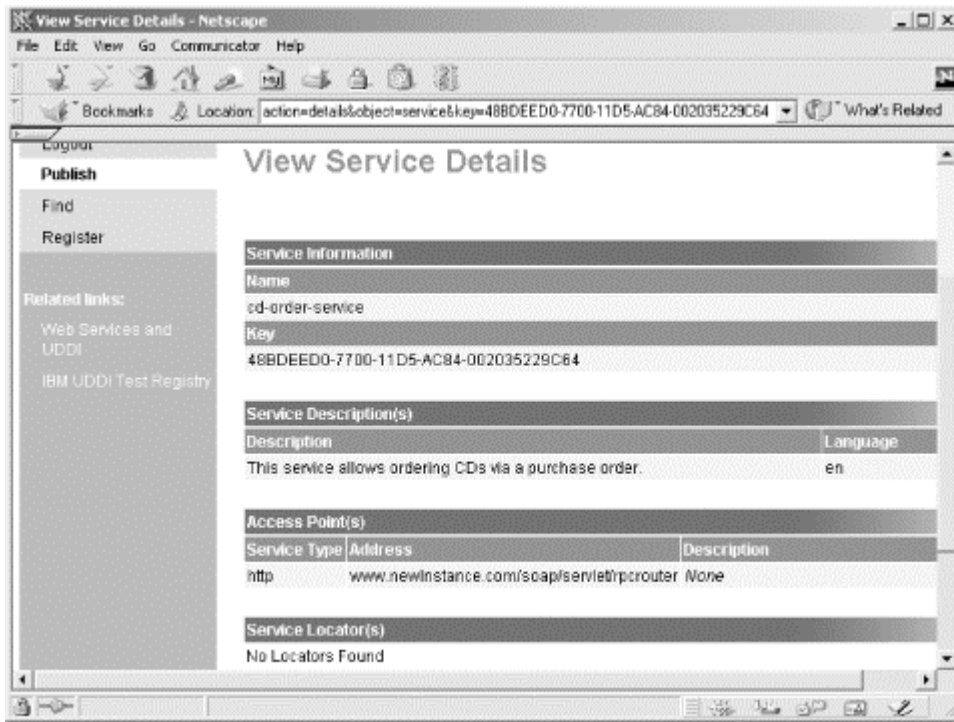 View Service Details - Netscape
File Edit View Go Communicator Help
My
N
Bookmarks Location: action=details&object=service&key=48BDEED0-7700-11D5-AC84-002035229C64 What's Related
Logout
Publish
Find
Register
Related links:
Web Services and
UDDI
IBM UDDI Test Registry
View Service Details
Service Information
Name
cd-order-service
Key
48BDEED0-7700-11D5-AC84-002035229C64
Service Description(s)
Description Language
This service allows ordering CDs via a purchase order. en
Access Point(s)
Service Type Address Description
http www.newinstance.com/soap/servlet/rpcrouter None
Service Locator(s)
No Locators Found